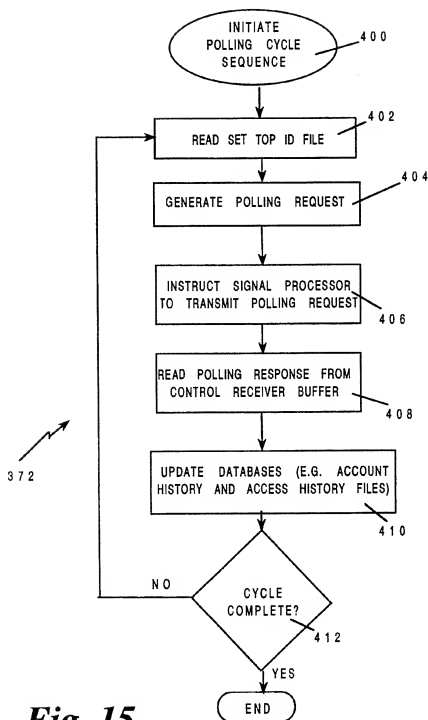 INITIATE
POLLING CYCLE
SEQUENCE
400
402
READ SET TOP ID FILE
404
GENERATE POLLING REQUEST
INSTRUCT SIGNAL PROCESSOR
TO TRANSMIT POLLING REQUEST
406
READ POLLING RESPONSE FROM
CONTROL RECEIVER BUFFER
408
372
UPDATE DATABASES (E.G. ACCOUNT
HISTORY AND ACCESS HISTORY FILES)
410
NO
CYCLE
COMPLETE?
412
YES
END
Fig. 15